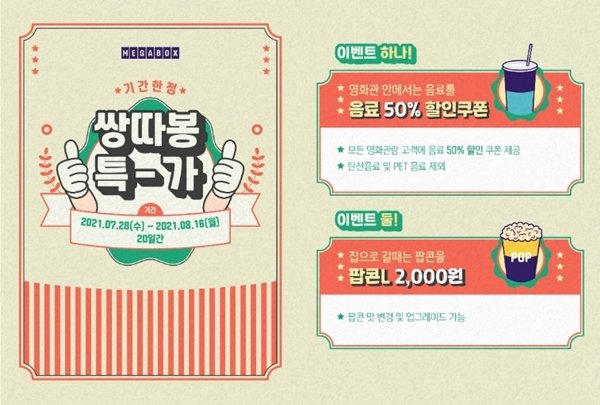 MEGABOX
기간한정
쌍따봉
특가
기간
2021.07.28(수) ~ 2021.08.16(월)
20일간
이벤트 하나!
영화관 안에서는 음료를
음료 50% 할인쿠폰
★ 모든 영화관람 고객에 음료 50% 할인 쿠폰 제공
★ 탄산음료 및 PET 음료 제외
이벤트 둘!
집으로 갈때는 팝콘을
팝콘L 2,000원
POP
★ 팝콘 맛 변경 및 업그레이드 가능